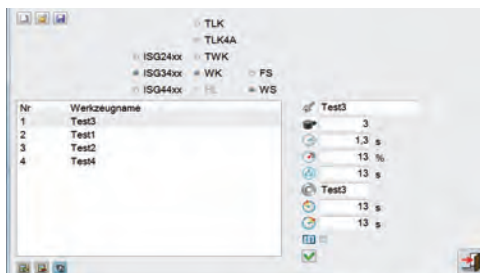 TLK
TLK4A
ISG24xx TWK
ISG34xx WK FS
ISG44xx HL WS
Nr Werkzeugname
1 Test3
2 Test1
3 Test2
4 Test4
Test3
3
1,3 s
13 %
13 s
Test3
13 s
13 s